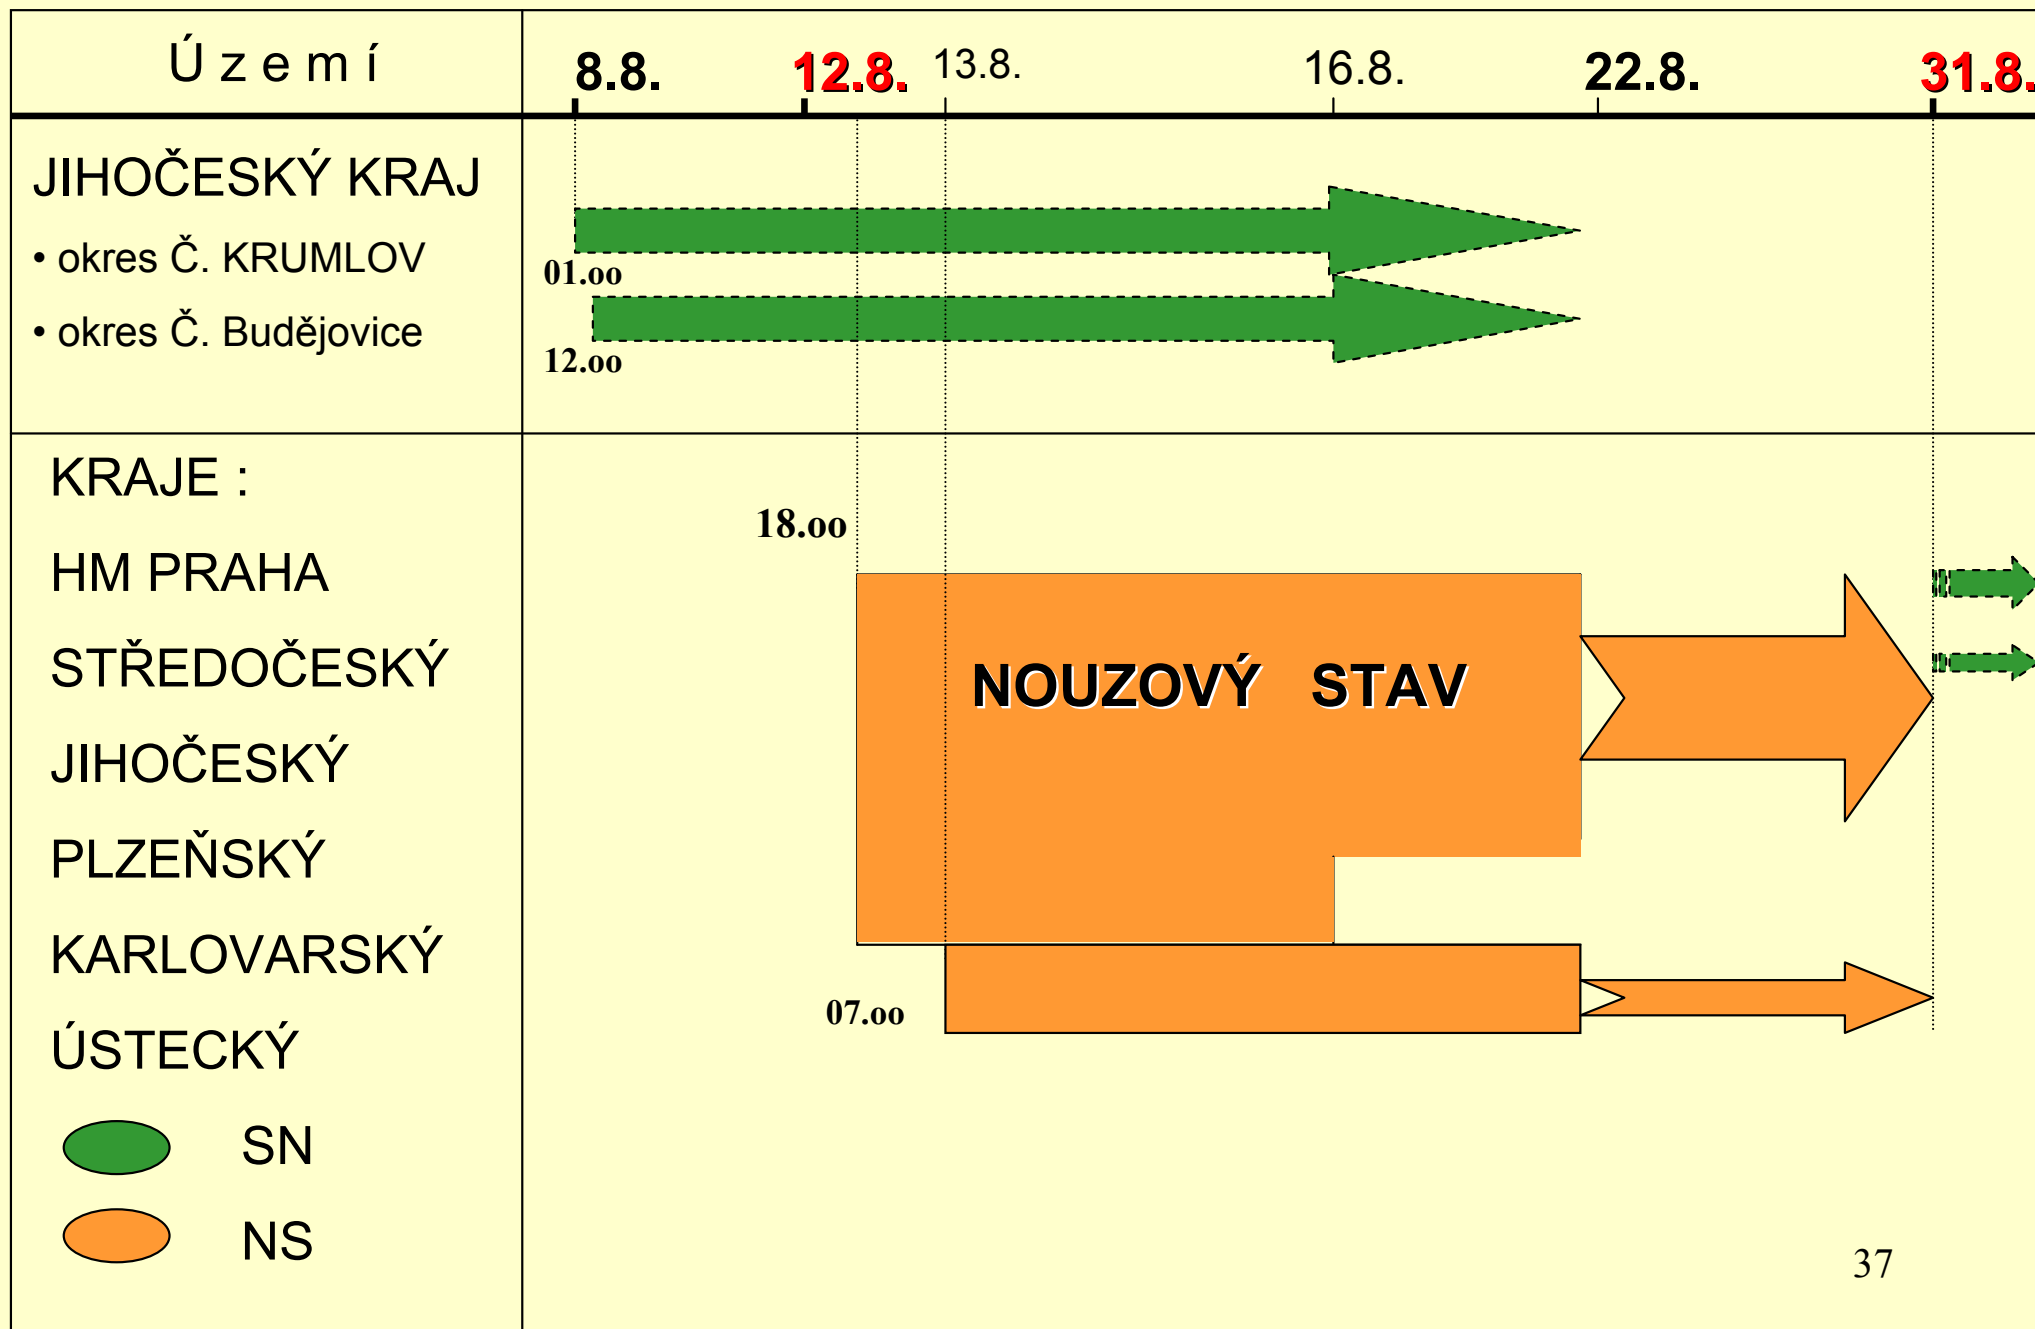 Ú z e m í
8.8. 12.8. 13.8. 16.8. 22.8. 31.8.
JIHOČESKÝ KRAJ
• okres Č. KRUMLOV
01.oo
• okres Č. Budějovice
12.oo
KRAJE :
18.oo
HM PRAHA
STŘEDOČESKÝ
NOUZOVÝ STAV
JIHOČESKÝ
PLZEŇSKÝ
KARLOVARSKÝ
07.oo
ÚSTECKÝ
SN
NS
37